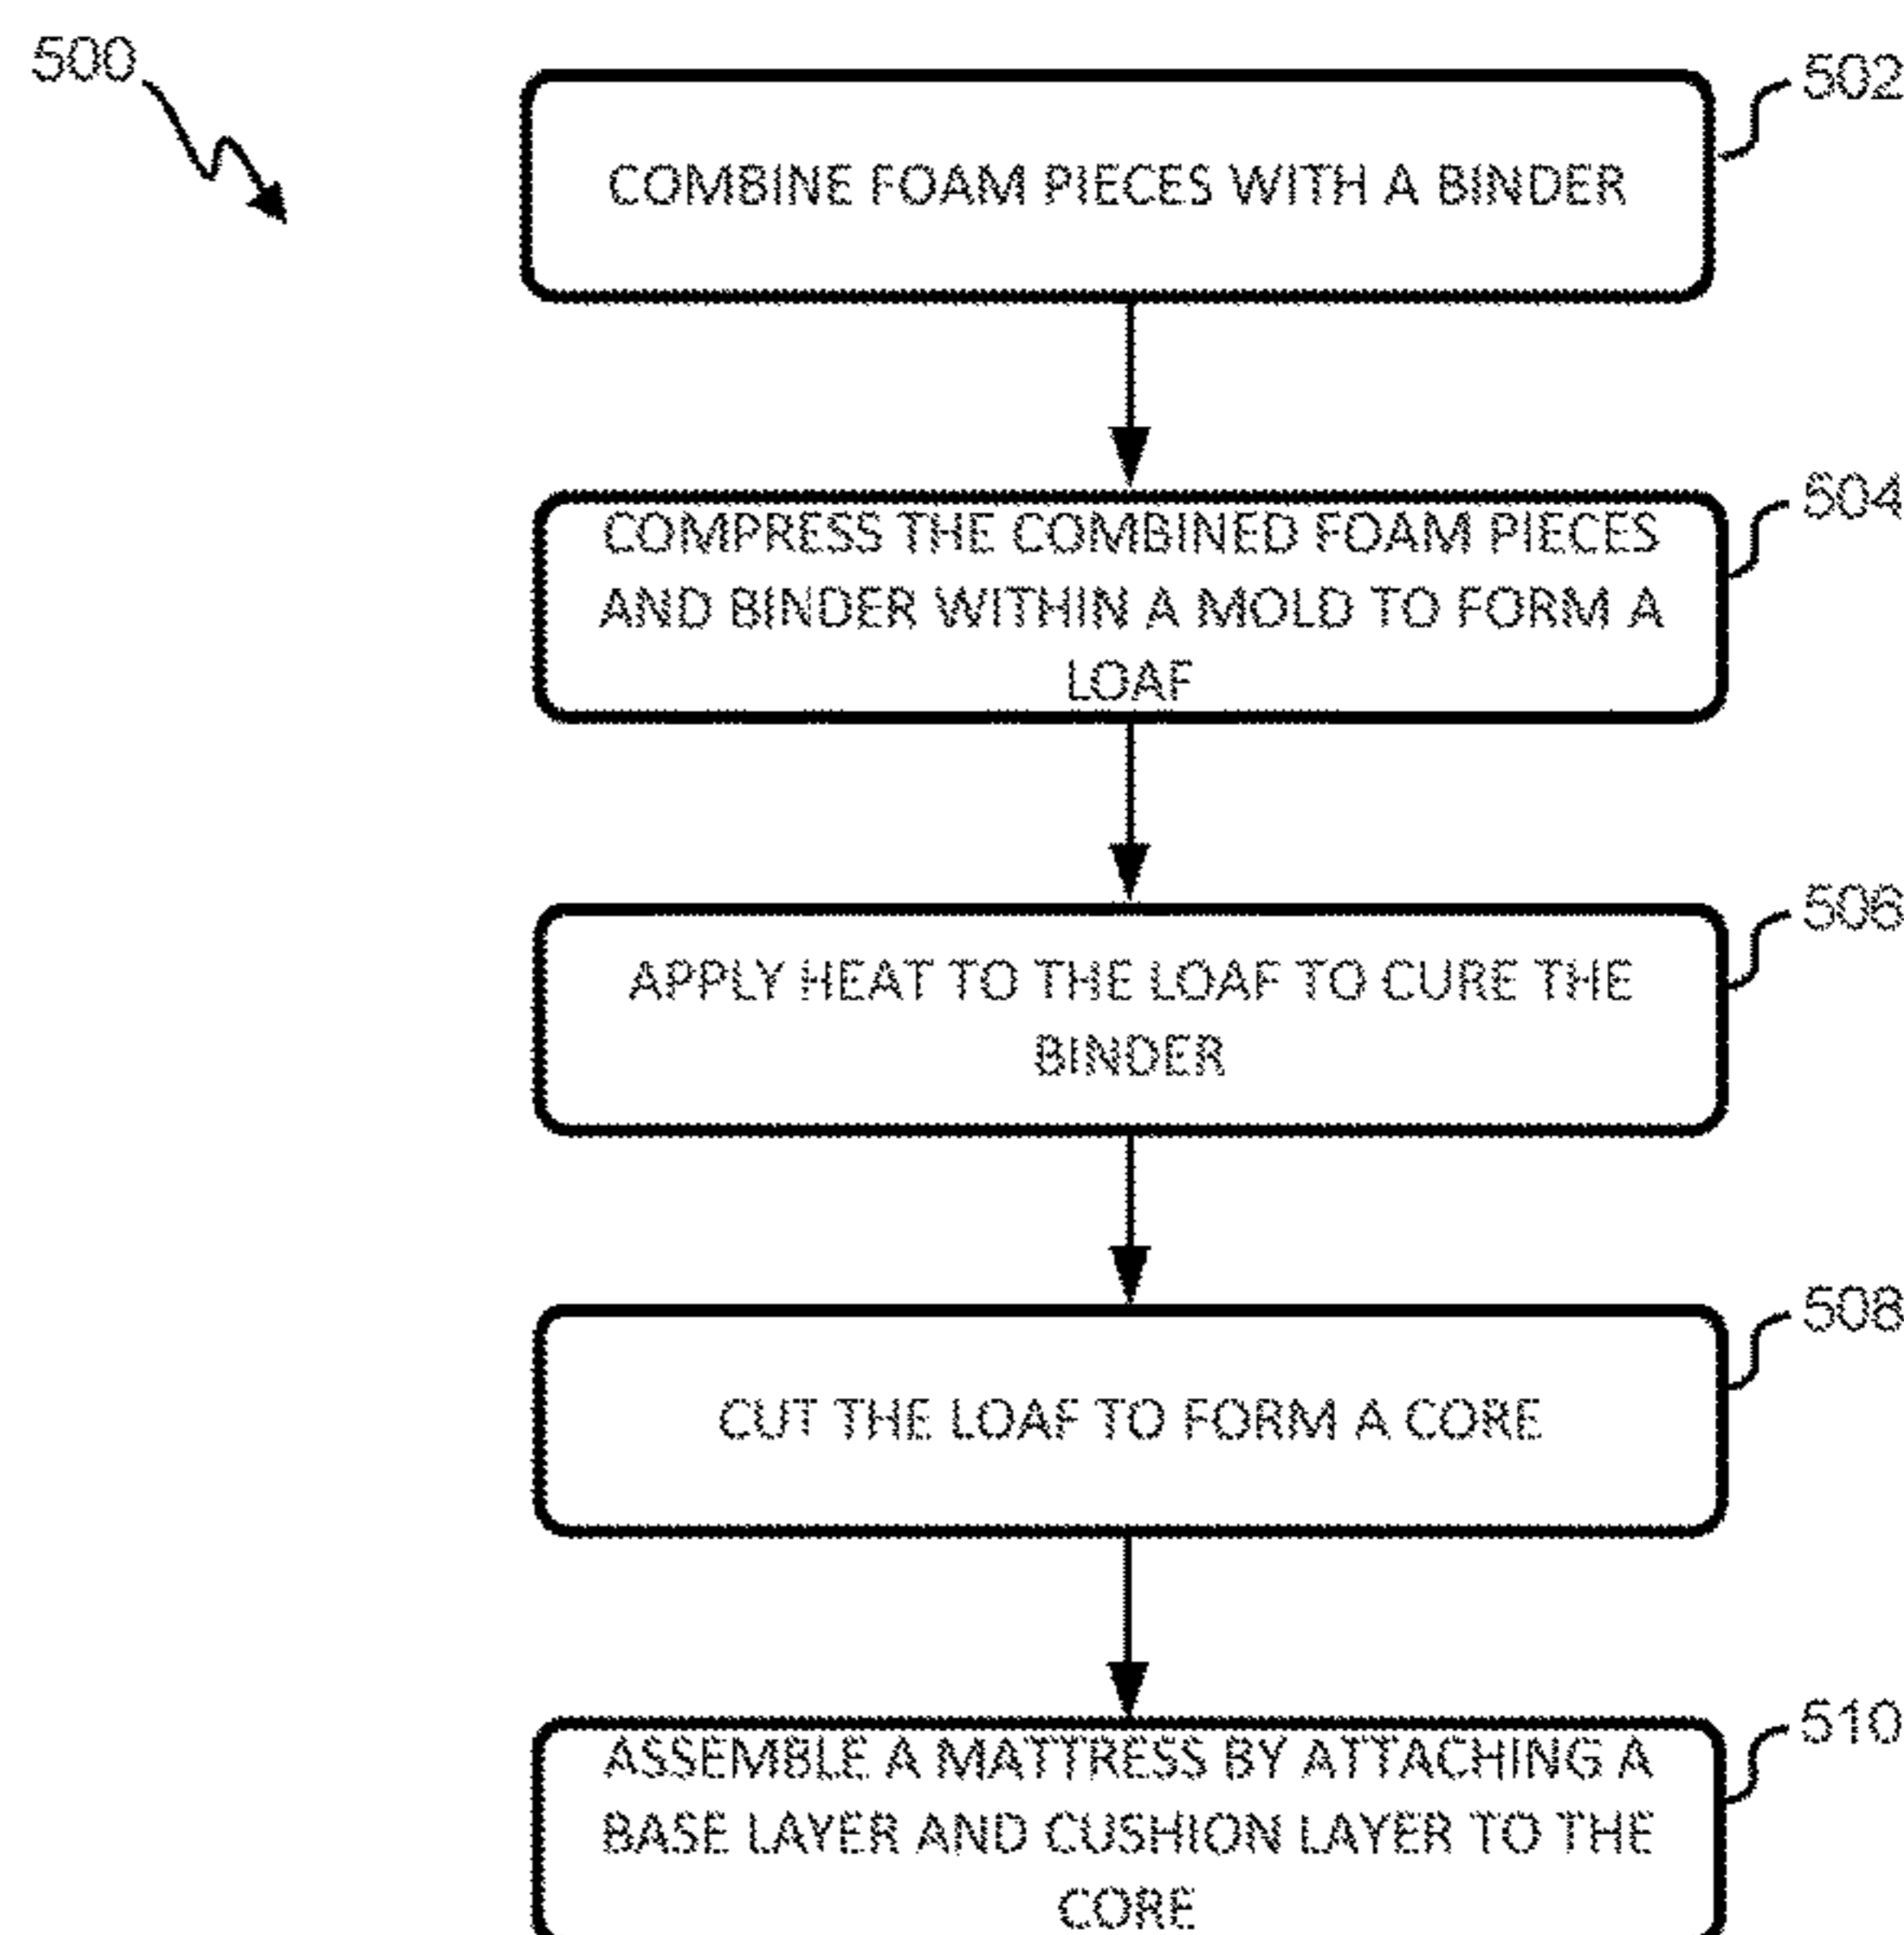 500
502
COMBINE FOAM PIECES WITH A BINDER
504
COMPRESS THE COMBINED FOAM PIECES
AND BINDER WITHIN A MOLD TO FORM A
LOAF
506
APPLY HEAT TO THE LOAF TO CURE THE
BINDER
508
CUT THE LOAF TO FORM A CORE
510
ASSEMBLE A MATTRESS BY ATTACHING A
BASE LAYER AND CUSHION LAYER TO THE
CORE